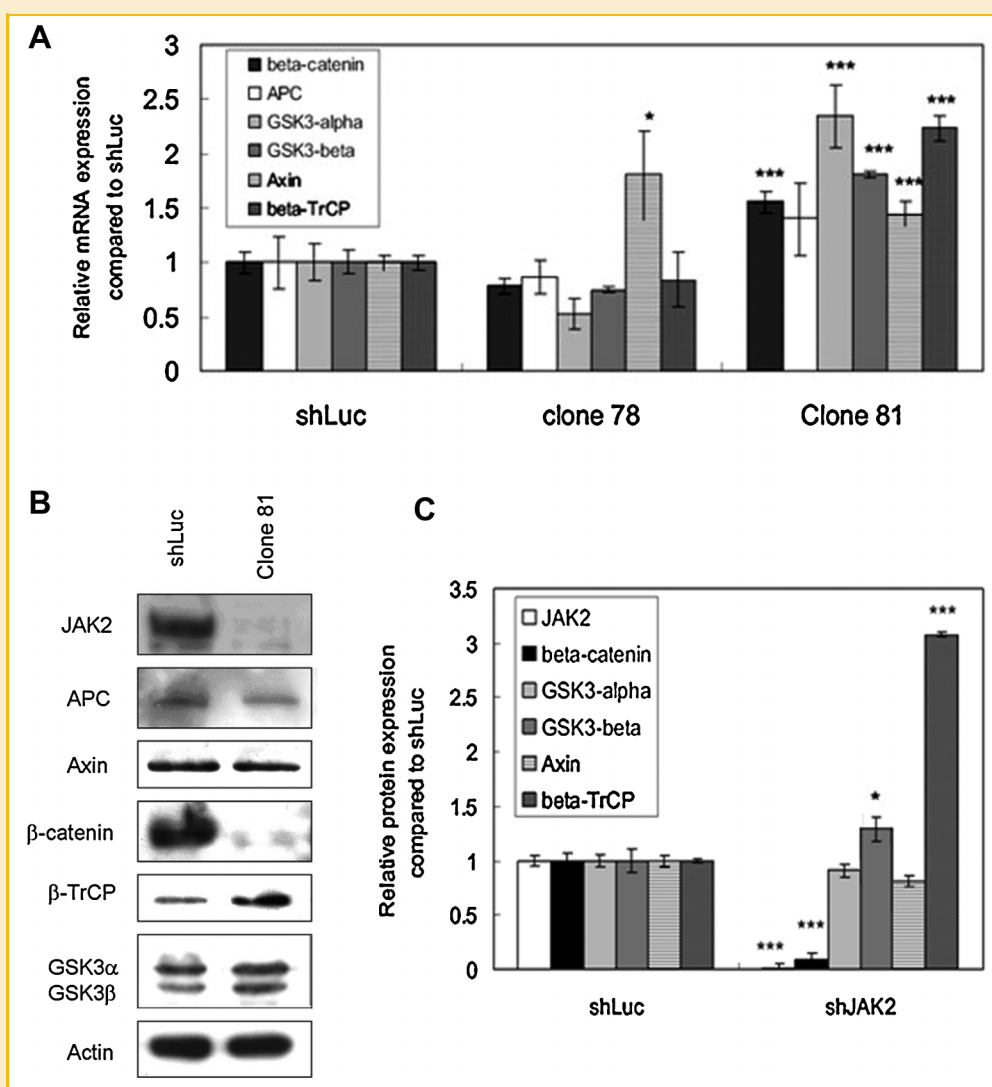 A
Relative mRNA expression
compared to shLuc
3
2.5
2
1.5
1
0.5
0
beta-catenin
APC
GSK3-alpha
GSK3-beta
Axin
beta-TrCP
*
***
***
***
***
***
shLuc
clone 78
Clone 81
B
shLuc
Clone 81
JAK2
APC
Axin
β-catenin
β-TrCP
GSK3α
GSK3β
Actin
C
Relative protein expression
compared to shLuc
3.5
3
2.5
2
1.5
1
0.5
0
JAK2
beta-catenin
GSK3-alpha
GSK3-beta
Axin
beta-TrCP
***
***
*
***
shLuc
shJAK2